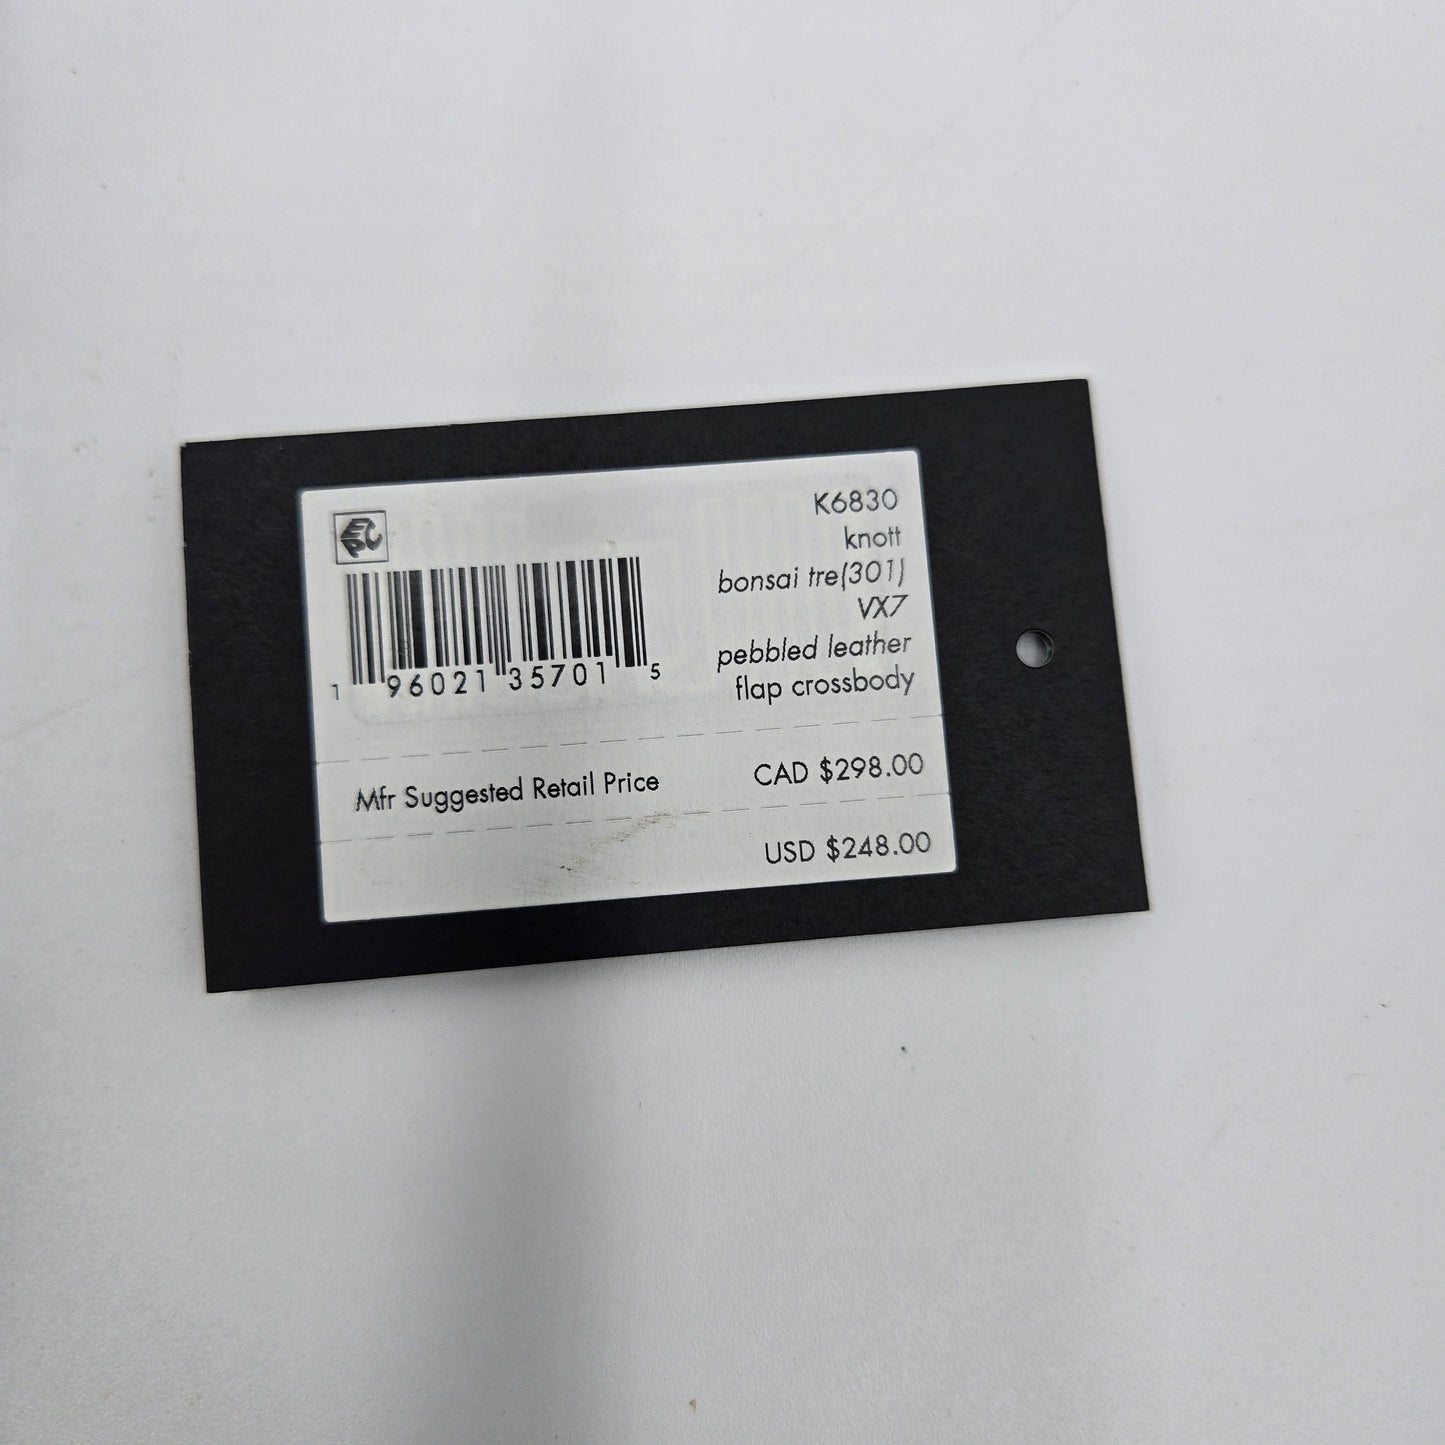 EPC
K6830
knott
bonsai tre(301)
VX7
pebbled leather
flap crossbody
1 96021 35701 5
Mfr Suggested Retail Price
CAD $298.00
USD $248.00